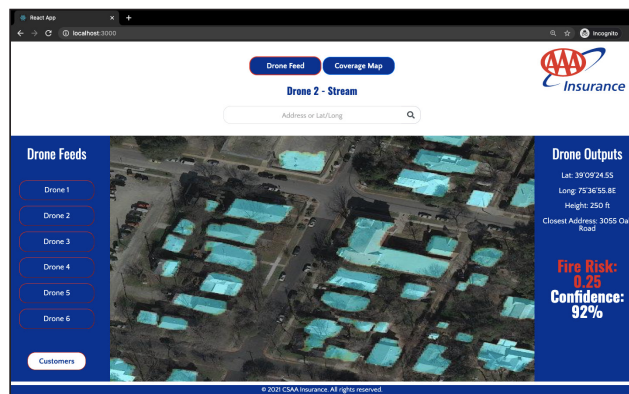 React App
localhost:3000
Incognito
Drone Feed
Coverage Map
AAA
Insurance
Drone 2 - Stream
Address or Lat/Long
Drone Feeds
Drone 1
Drone 2
Drone 3
Drone 4
Drone 5
Drone 6
Customers
Drone Outputs
Lat: 39°09'24.5S
Long: 75°36'55.8E
Height: 250 ft
Closest Address: 3055 Oa
Road
Fire Risk:
0.25
Confidence:
92%
© 2021 CSAA Insurance. All rights reserved.